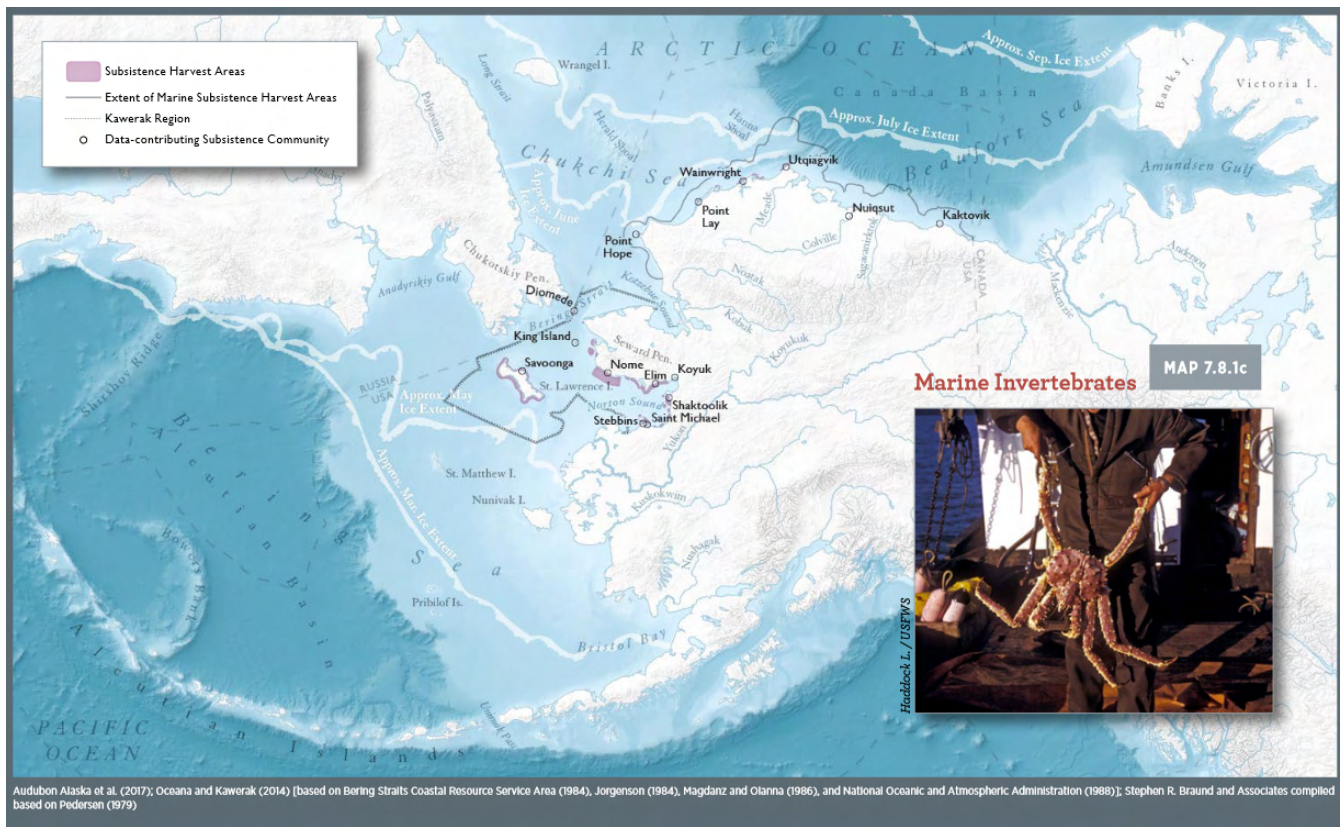 Subsistence Harvest Areas
Extent of Marine Subsistence Harvest Areas
Kawerak Region
Data-contributing Subsistence Community
ARCTIC OCEAN
Approx. Sep. Ice Extent
Wrangel I.
Long Strait
Banks I.
Victoria I.
Canada Basin
Palyavaam
Herald Shoal
Hanna Shoal
Approx. July Ice Extent
Beaufort Sea
Chukchi Sea
Amundsen Gulf
Utqiaġvik
Wainwright
Approx. June Ice Extent
Point Lay
Meade
Nuiqsut
Kaktovik
Colville
Sagavanirktok
Point Hope
Chukotskiy Pen.
Noatak
CANADA
USA
Mackenzie
Anderson
Anadyrskiy Gulf
Kotzebue Sound
Diomede
Bering Strait
Kobuk
King Island
Seward Pen.
Koyukuk
Shirshov Ridge
Savoonga
Nome
Koyuk
Elim
RUSSIA
USA
St. Lawrence I.
MAP 7.8.1c
Marine Invertebrates
Approx. May Ice Extent
Norton Sound
Shaktoolik
Stebbins
Saint Michael
Yukon
Bering
Sea
Aleutian Basin
St. Matthew I.
Approx. Mar. Ice Extent
Nunivak I.
Kuskokwim
Bowers Bank
Nushagak
Pribilof Is.
Bristol Bay
Haddock L. / USFWS
Unimak Pass
PACIFIC
OCEAN
Aleutian Islands
Audubon Alaska et al. (2017); Oceana and Kawerak (2014) [based on Bering Straits Coastal Resource Service Area (1984), Jorgenson (1984), Magdanz and Olanna (1986), and National Oceanic and Atmospheric Administration (1988)]; Stephen R. Braund and Associates compiled
based on Pedersen (1979)